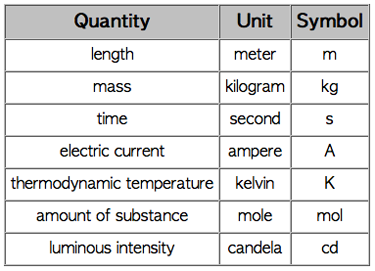 Quantity Unit Symbol
length meter m
mass kilogram kg
time second s
electric current ampere A
thermodynamic temperature kelvin K
amount of substance mole mol
luminous intensity candela cd